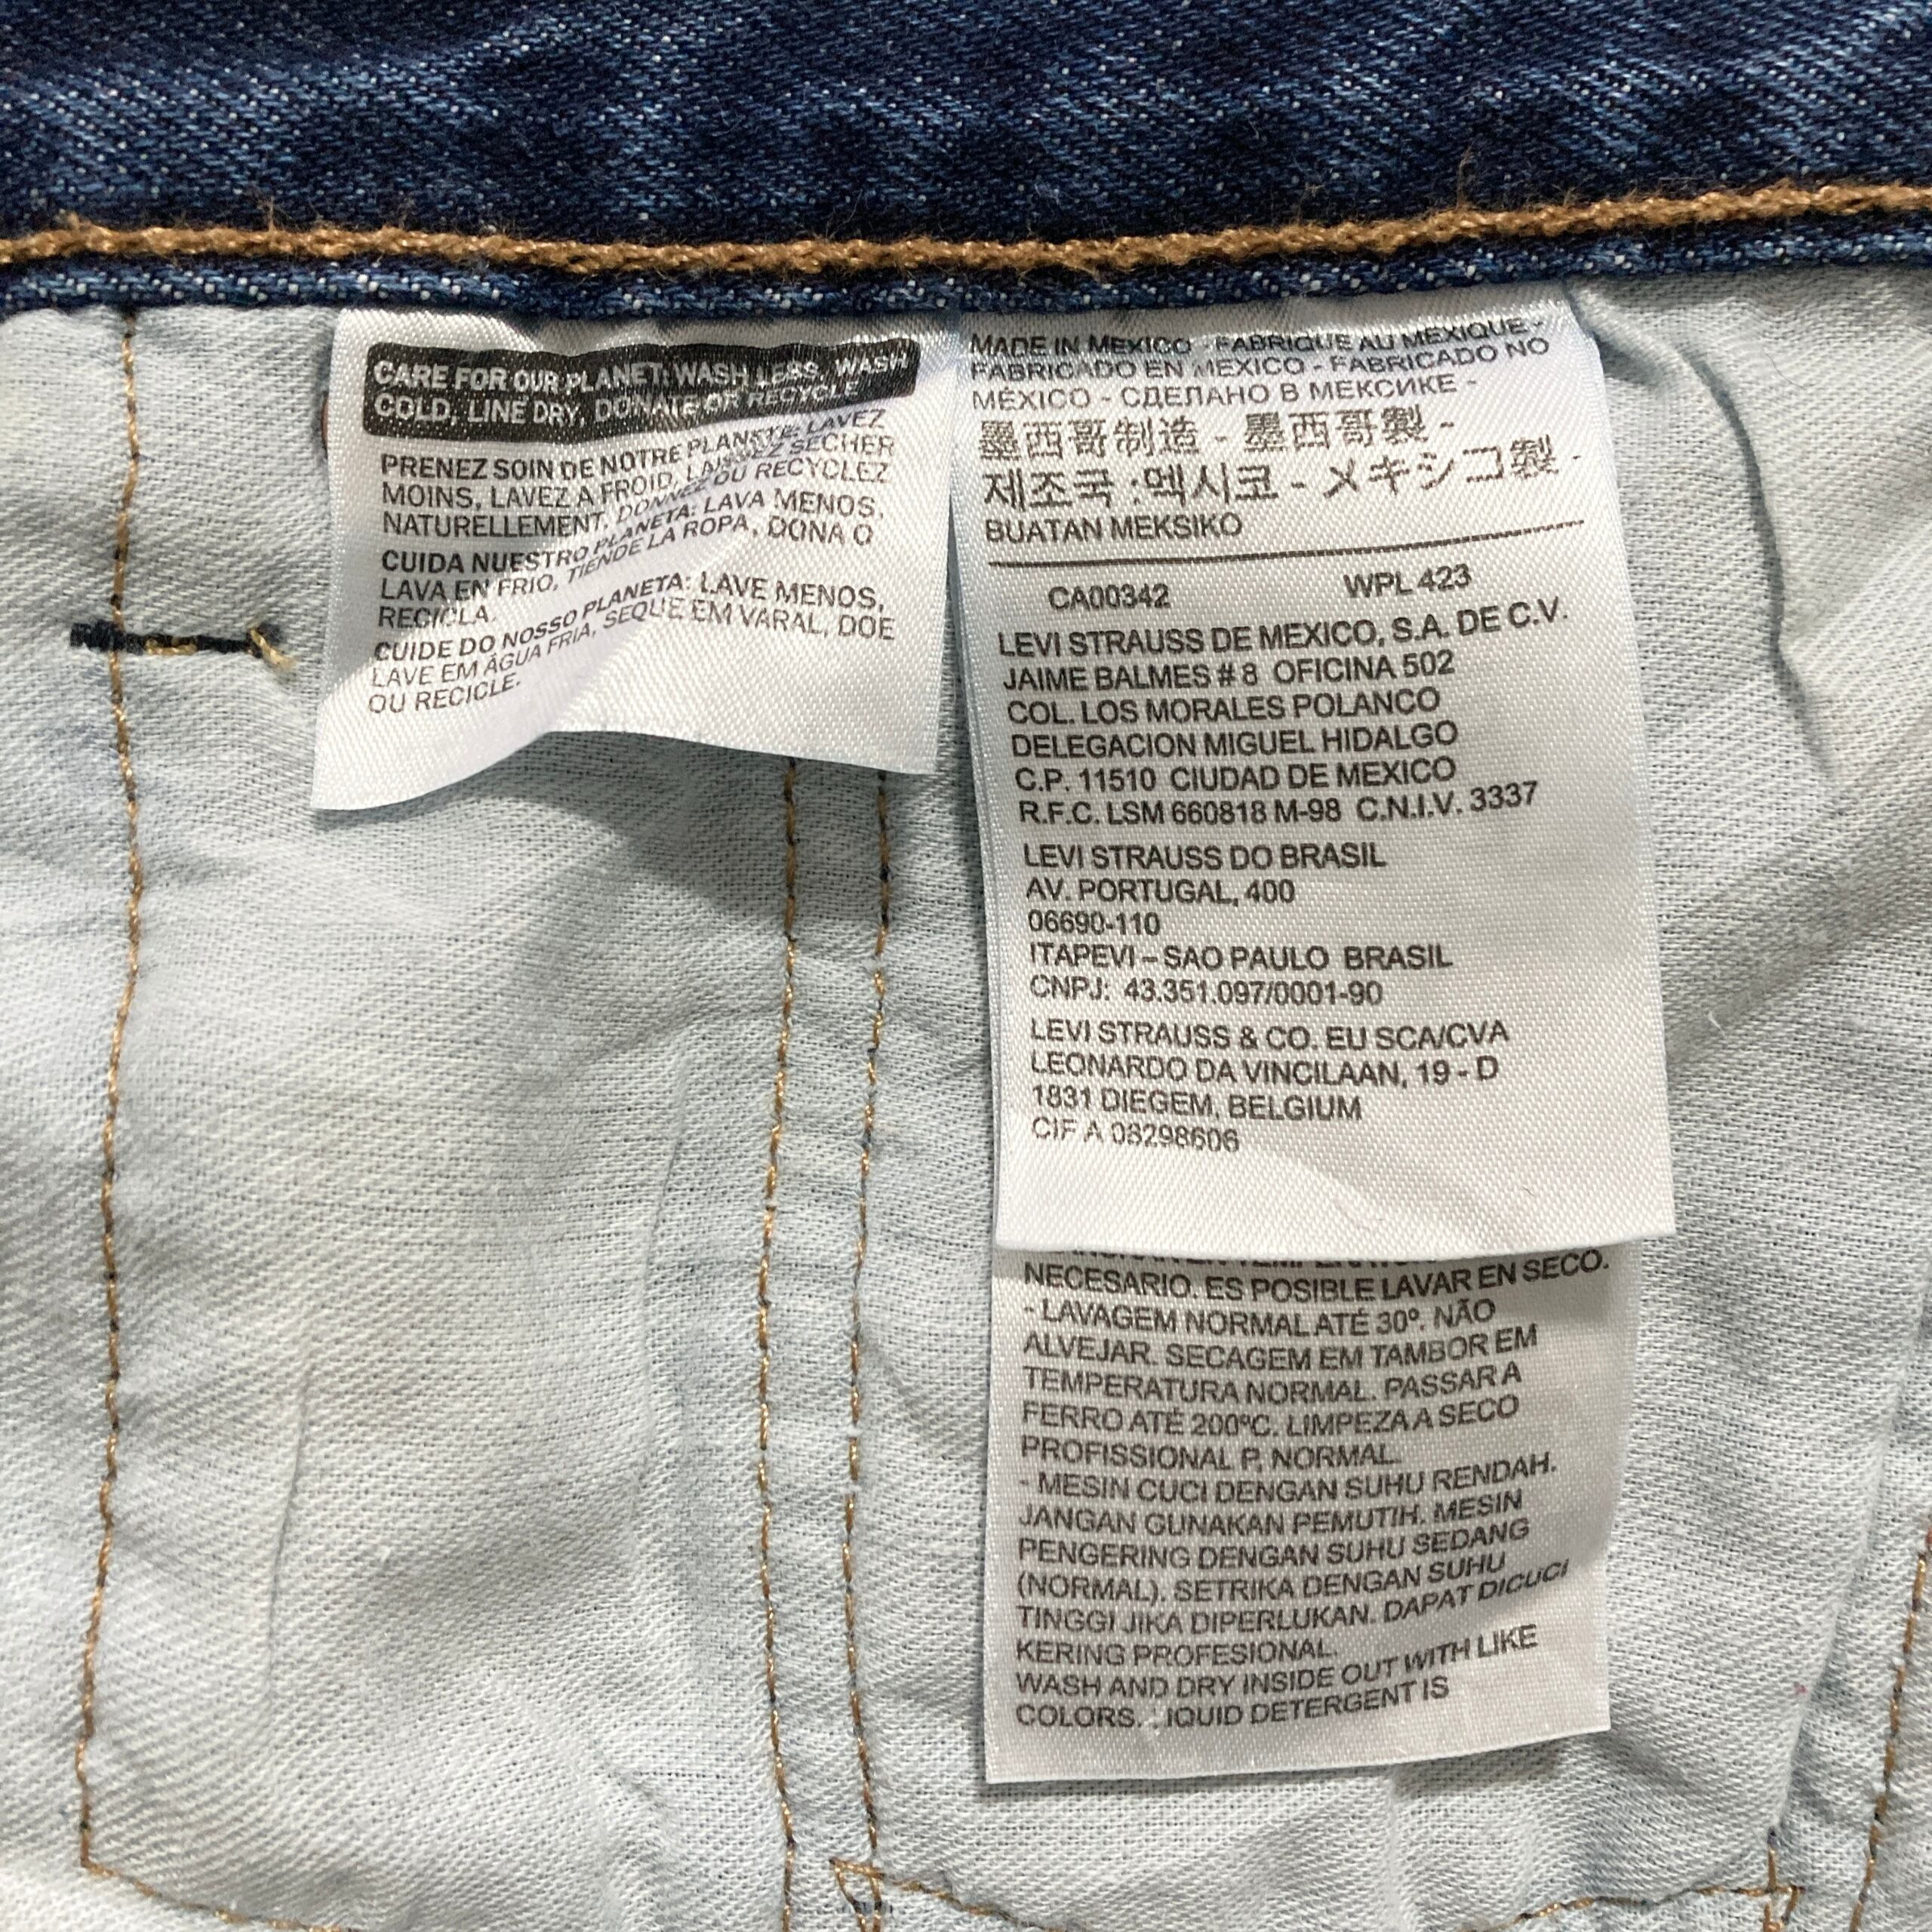 CARE FOR OUR PLANET: WASH LESS, WASH
COLD, LINE DRY, DONATE OR RECYCLE
PRENEZ SOIN DE NOTRE PLANETE: LAVEZ
MOINS, LAVEZ A FROID, LAISSEZ SECHER
NATURELLEMENT, DONNEZ OU RECYCLEZ
CUIDA NUESTRO PLANETA: LAVA MENOS,
LAVA EN FRIO, TIENDE LA ROPA, DONA O
RECICLA.
CUIDE DO NOSSO PLANETA: LAVE MENOS,
LAVE EM ÁGUA FRIA, SEQUE EM VARAL, DOE
OU RECICLE.
MADE IN MEXICO - FABRIQUE AU MEXIQUE -
FABRICADO EN MEXICO - FABRICADO NO
MÉXICO - СДЕЛАНО В МЕКСИКЕ -
墨西哥制造 - 墨西哥製 -
제조국 :멕시코 - メキシコ製 -
BUATAN MEKSIKO
CA00342 WPL 423
LEVI STRAUSS DE MEXICO, S.A. DE C.V.
JAIME BALMES # 8 OFICINA 502
COL. LOS MORALES POLANCO
DELEGACION MIGUEL HIDALGO
C.P. 11510 CIUDAD DE MEXICO
R.F.C. LSM 660818 M-98 C.N.I.V. 3337
LEVI STRAUSS DO BRASIL
AV. PORTUGAL, 400
06690-110
ITAPEVI – SAO PAULO BRASIL
CNPJ: 43.351.097/0001-90
LEVI STRAUSS & CO. EU SCA/CVA
LEONARDO DA VINCILAAN, 19 - D
1831 DIEGEM, BELGIUM
CIF A 08298606
NECESARIO. ES POSIBLE LAVAR EN SECO.
- LAVAGEM NORMAL ATÉ 30º. NÃO
ALVEJAR. SECAGEM EM TAMBOR EM
TEMPERATURA NORMAL. PASSAR A
FERRO ATÉ 200ºC. LIMPEZA A SECO
PROFISSIONAL P, NORMAL.
- MESIN CUCI DENGAN SUHU RENDAH.
JANGAN GUNAKAN PEMUTIH. MESIN
PENGERING DENGAN SUHU SEDANG
(NORMAL). SETRIKA DENGAN SUHU
TINGGI JIKA DIPERLUKAN. DAPAT DICUCI
KERING PROFESIONAL.
WASH AND DRY INSIDE OUT WITH LIKE
COLORS. LIQUID DETERGENT IS